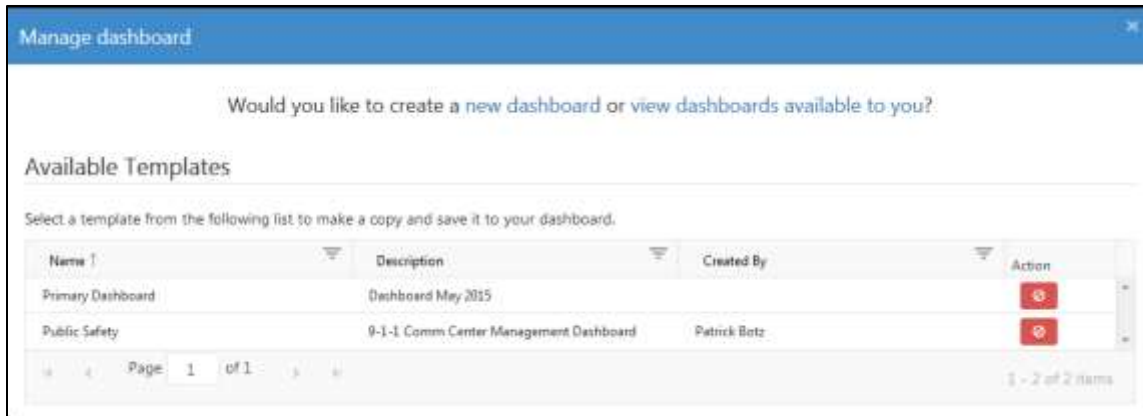 Manage dashboard
Would you like to create a new dashboard or view dashboards available to you?
Available Templates
Select a template from the following list to make a copy and save it to your dashboard.
Name ↑ Description Created By Action
Primary Dashboard Dashboard May 2015
Public Safety 9-1-1 Comm Center Management Dashboard Patrick Botz
Page 1 of 1 1 - 2 of 2 items